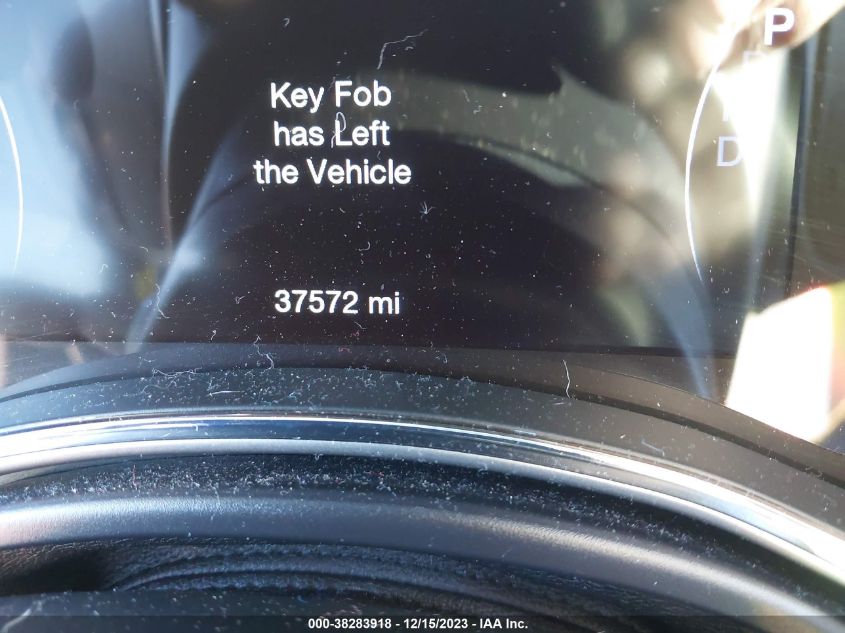 P
D
Key Fob
has Left
the Vehicle
37572 mi
000-38283918 - 12/15/2023 - IAA Inc.